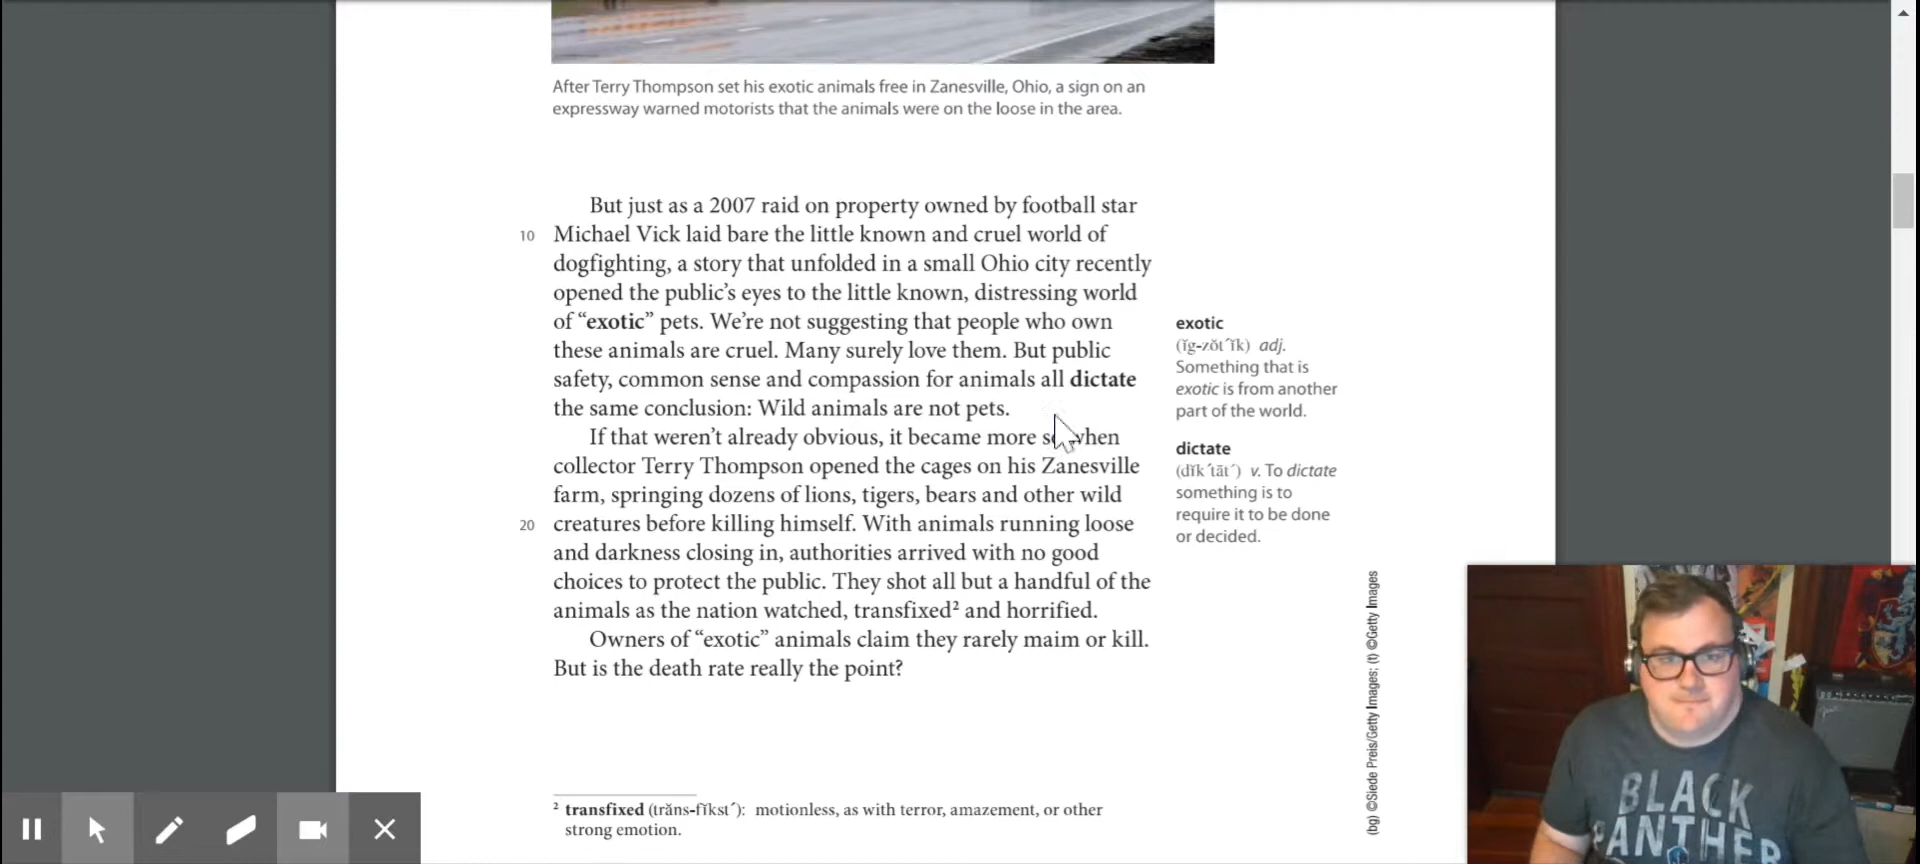 After Terry Thompson set his exotic animals free in Zanesville, Ohio, a sign on an
expressway warned motorists that the animals were on the loose in the area.
But just as a 2007 raid on property owned by football star
10 Michael Vick laid bare the little known and cruel world of
dogfighting, a story that unfolded in a small Ohio city recently
opened the public’s eyes to the little known, distressing world
of “exotic” pets. We’re not suggesting that people who own
these animals are cruel. Many surely love them. But public
safety, common sense and compassion for animals all dictate
the same conclusion: Wild animals are not pets.
If that weren’t already obvious, it became more so when
collector Terry Thompson opened the cages on his Zanesville
farm, springing dozens of lions, tigers, bears and other wild
20 creatures before killing himself. With animals running loose
and darkness closing in, authorities arrived with no good
choices to protect the public. They shot all but a handful of the
animals as the nation watched, transfixed² and horrified.
Owners of “exotic” animals claim they rarely maim or kill.
But is the death rate really the point?
exotic
(ĭg-zŏt´ĭk) adj.
Something that is
exotic is from another
part of the world.
dictate
(dĭk´tāt´) v. To dictate
something is to
require it to be done
or decided.
² transfixed (trăns-fĭkst´): motionless, as with terror, amazement, or other
strong emotion.
(bg) ©Siede Preis/Getty Images; (t) ©Getty Images
BLACK
PANTHER